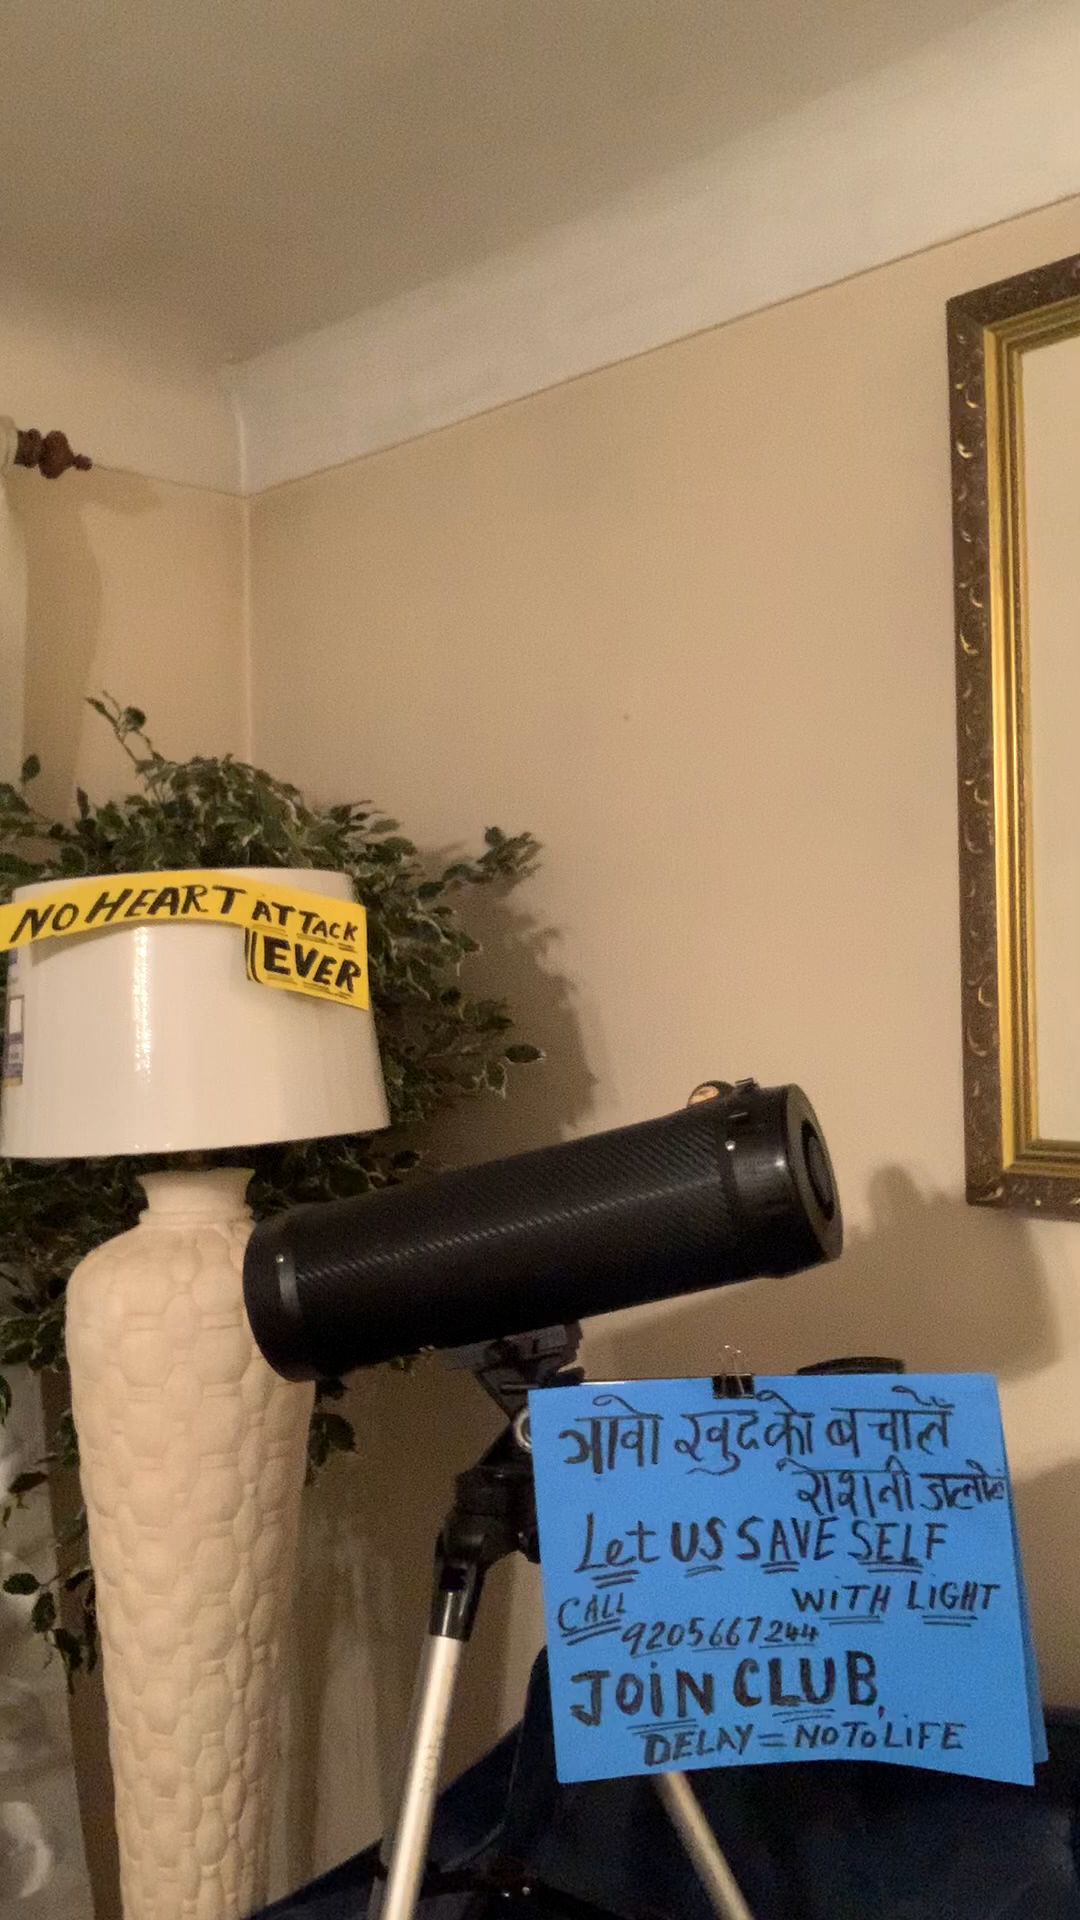 NO HEART ATTACK
EVER
आवो खुदको बचालें
रोशनी जलालें
Let US SAVE SELF
WITH LIGHT
CALL
9205667244
JOIN CLUB,
DELAY = NO TO LIFE